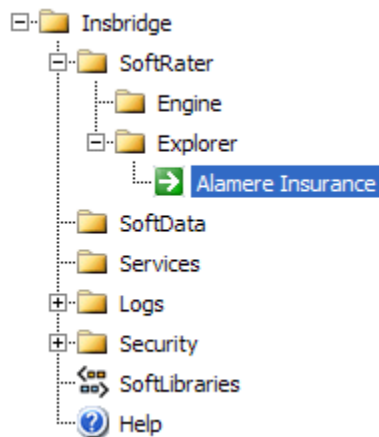 Insbridge
SoftRater
Engine
Explorer
Alamere Insurance
SoftData
Services
Logs
Security
SoftLibraries
Help